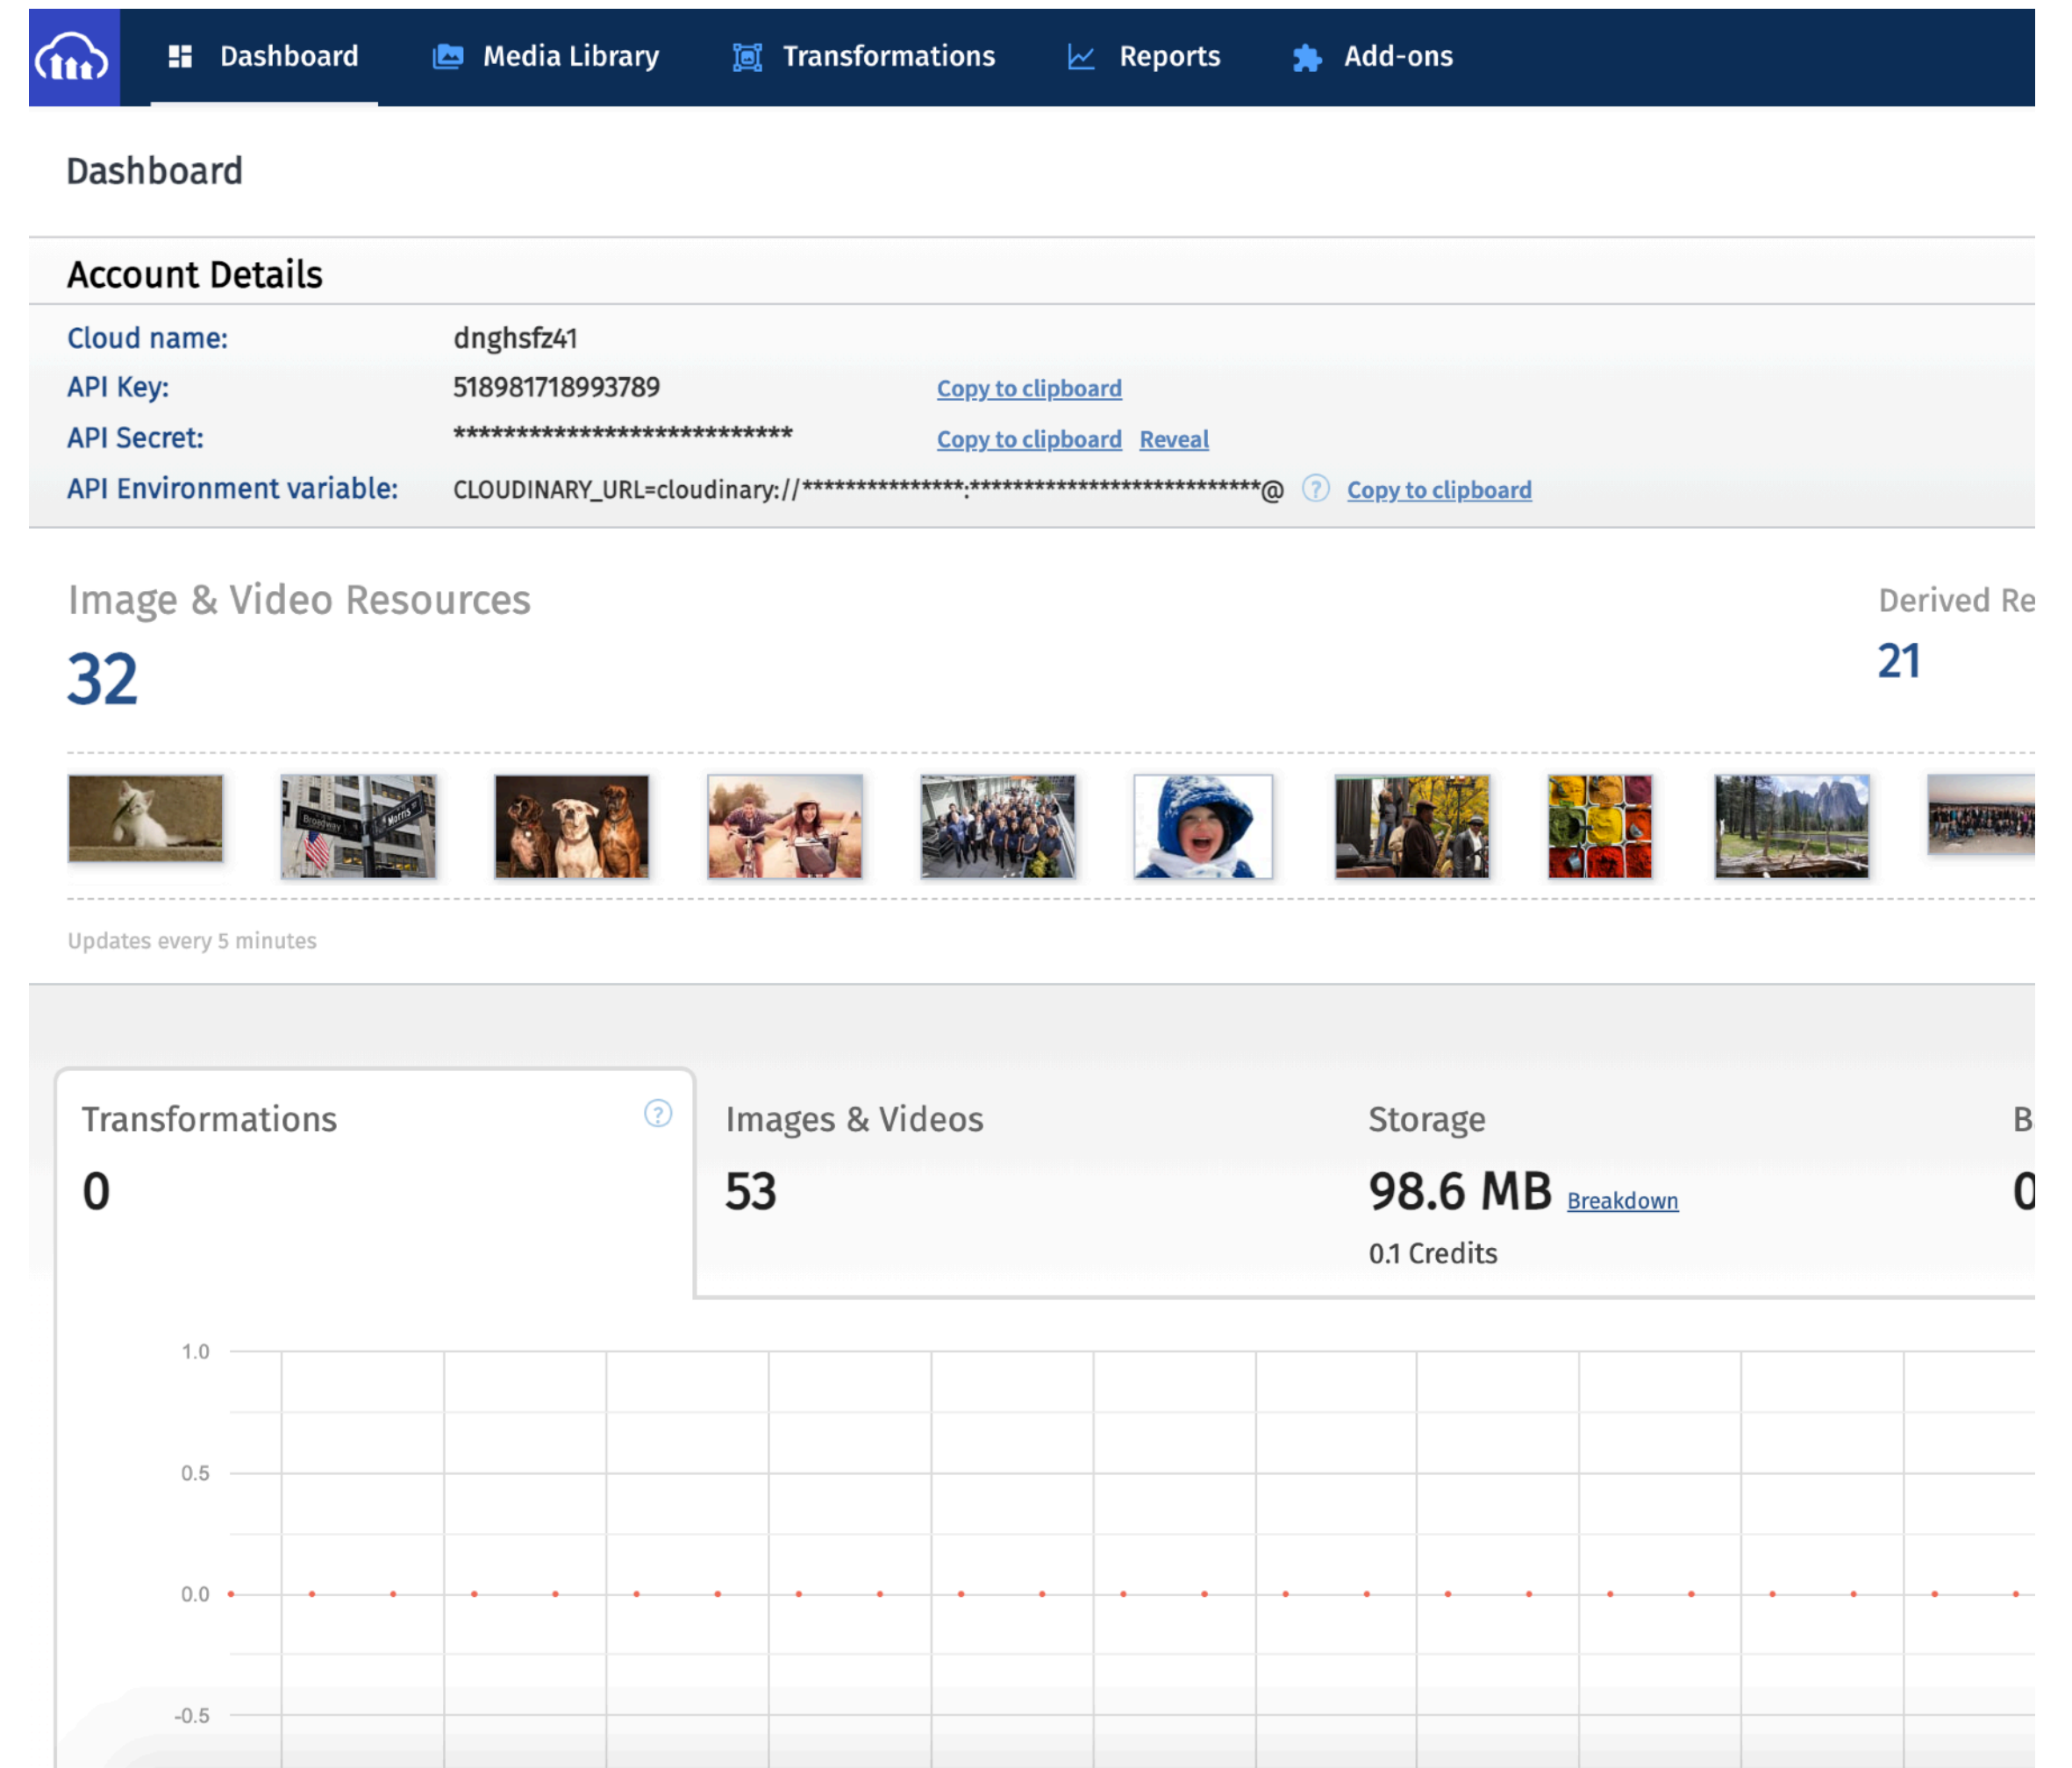 Dashboard Media Library Transformations Reports Add-ons
Dashboard
Account Details
Cloud name: dnghsfz41
API Key: 518981718993789 Copy to clipboard
API Secret: *************************** Copy to clipboard Reveal
API Environment variable: CLOUDINARY_URL=cloudinary://***************:***************************@ ? Copy to clipboard
Image & Video Resources Derived Re
32 21
Broadway Morris
Updates every 5 minutes
Transformations ? Images & Videos Storage B
0 53 98.6 MB Breakdown 0
0.1 Credits
1.0
0.5
0.0
-0.5